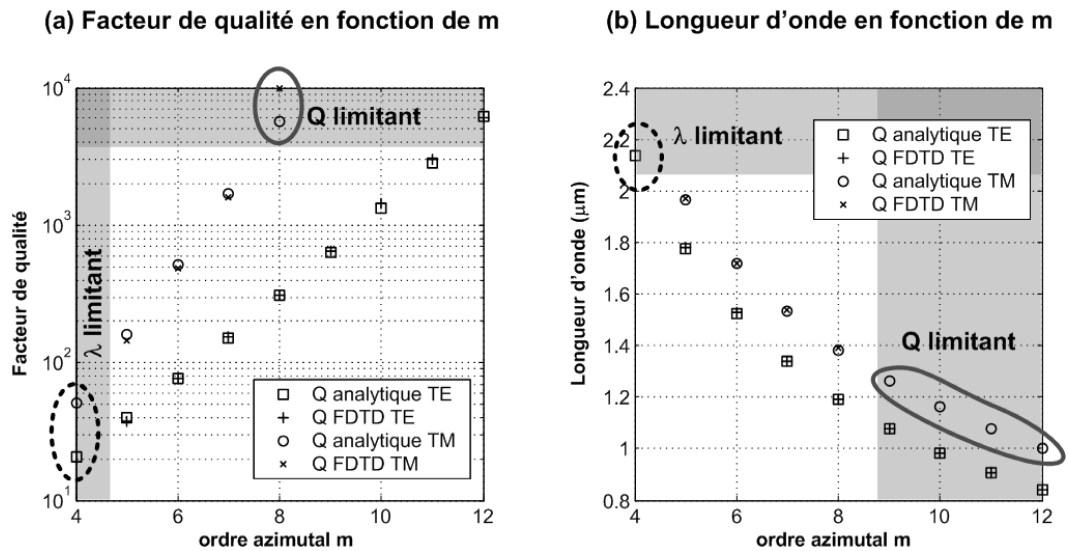 (a) Facteur de qualité en fonction de m
10^4
10^3
10^2
10^1
Facteur de qualité
λ limitant
Q limitant
Q analytique TE
Q FDTD TE
Q analytique TM
Q FDTD TM
4 6 8 10 12
ordre azimutal m
(b) Longueur d’onde en fonction de m
2.4
2.2
2
1.8
1.6
1.4
1.2
1
0.8
Longueur d’onde (μm)
λ limitant
Q analytique TE
Q FDTD TE
Q analytique TM
Q FDTD TM
Q limitant
4 6 8 10 12
ordre azimutal m